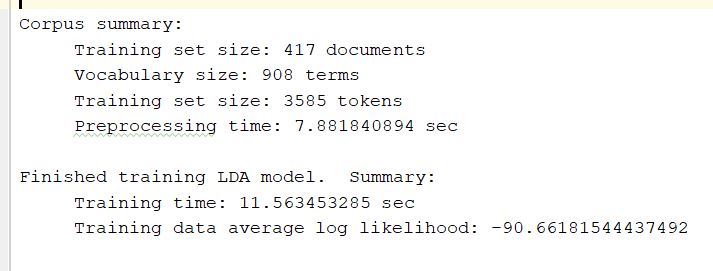 Corpus summary:
Training set size: 417 documents
Vocabulary size: 908 terms
Training set size: 3585 tokens
Preprocessing time: 7.881840894 sec
Finished training LDA model.  Summary:
Training time: 11.563453285 sec
Training data average log likelihood: -90.66181544437492